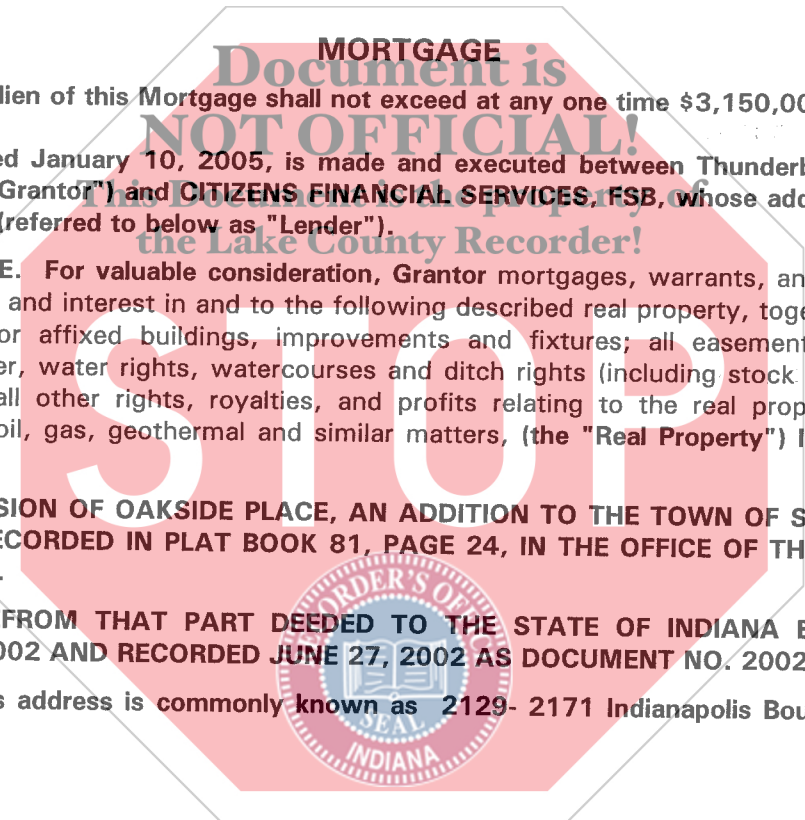 MORTGAGE
Document is
lien of this Mortgage shall not exceed at any one time $3,150,00
NOT OFFICIAL!
ed January 10, 2005, is made and executed between Thunderb
Grantor") and CITIZENS FINANCIAL SERVICES, FSB, whose add
This Document is the property of
(referred to below as "Lender").
the Lake County Recorder!
E. For valuable consideration, Grantor mortgages, warrants, an
and interest in and to the following described real property, toge
or affixed buildings, improvements and fixtures; all easement
er, water rights, watercourses and ditch rights (including stock
all other rights, royalties, and profits relating to the real prop
oil, gas, geothermal and similar matters, (the "Real Property") l
STOP
SION OF OAKSIDE PLACE, AN ADDITION TO THE TOWN OF S
ECORDED IN PLAT BOOK 81, PAGE 24, IN THE OFFICE OF TH
FROM THAT PART DEEDED TO THE STATE OF INDIANA B
002 AND RECORDED JUNE 27, 2002 AS DOCUMENT NO. 2002
s address is commonly known as 2129- 2171 Indianapolis Bou
RECORDER'S OFFICE
SEAL
INDIANA